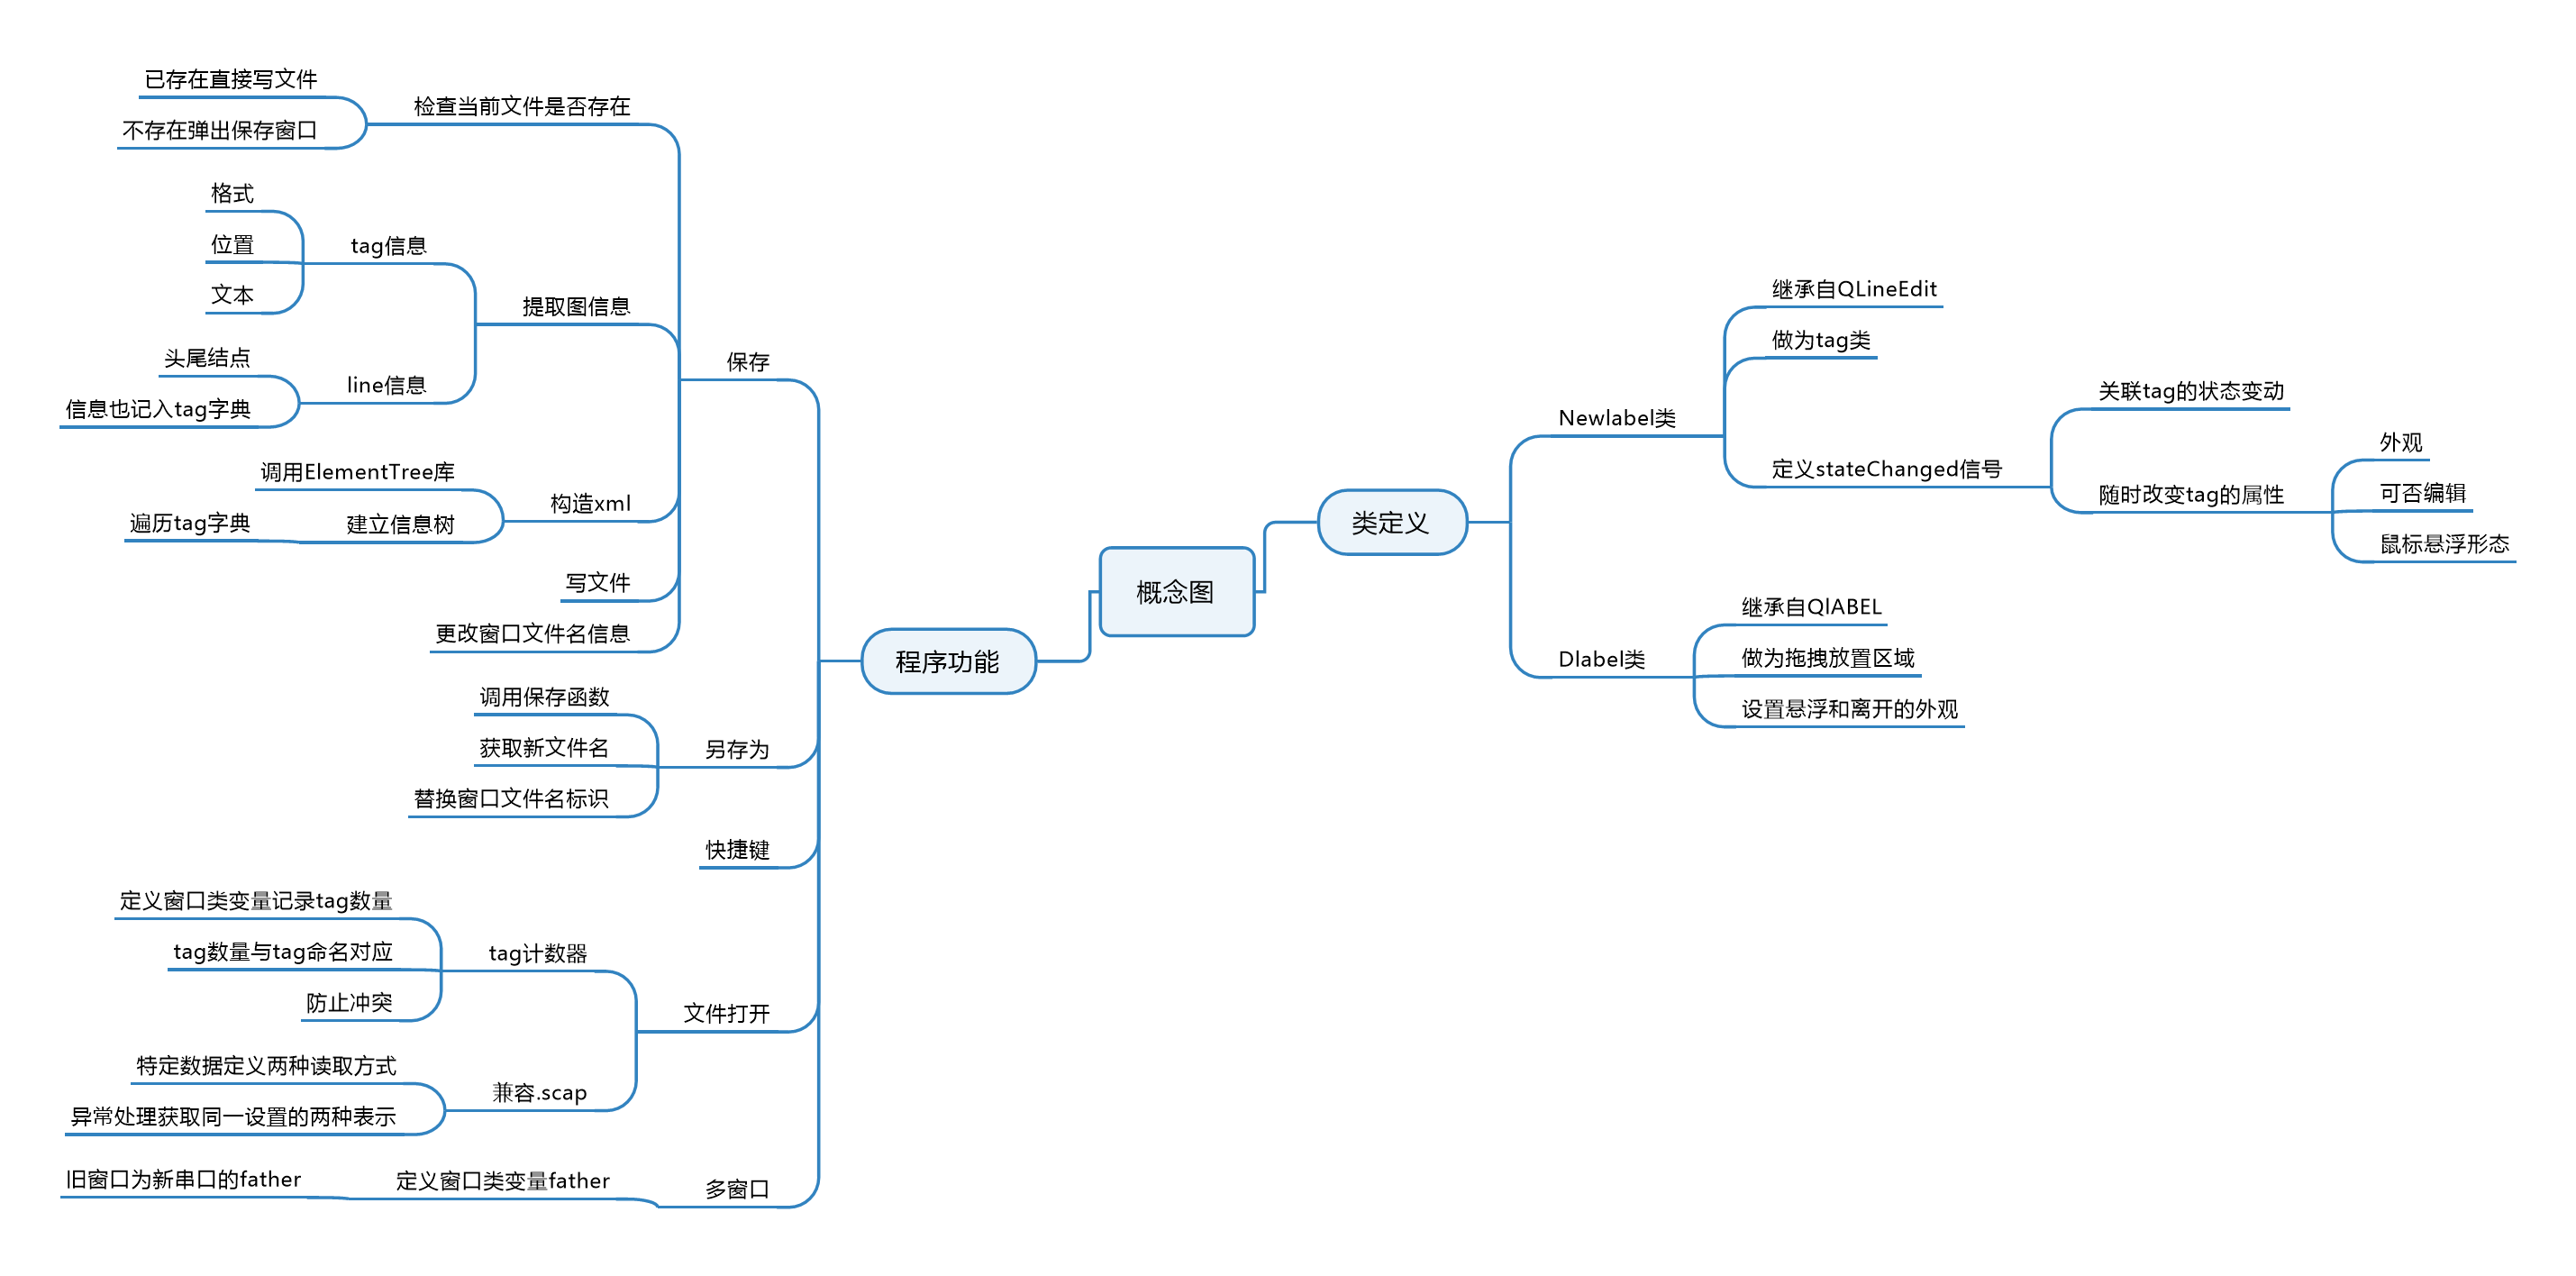 概念图
类定义
Newlabel类
继承自QLineEdit
做为tag类
定义stateChanged信号
关联tag的状态变动
随时改变tag的属性
外观
可否编辑
鼠标悬浮形态
Dlabel类
继承自QlABEL
做为拖拽放置区域
设置悬浮和离开的外观
程序功能
保存
检查当前文件是否存在
已存在直接写文件
不存在弹出保存窗口
提取图信息
tag信息
格式
位置
文本
line信息
头尾结点
信息也记入tag字典
构造xml
调用ElementTree库
建立信息树
遍历tag字典
写文件
更改窗口文件名信息
另存为
调用保存函数
获取新文件名
替换窗口文件名标识
快捷键
文件打开
tag计数器
定义窗口类变量记录tag数量
tag数量与tag命名对应
防止冲突
兼容.scap
特定数据定义两种读取方式
异常处理获取同一设置的两种表示
多窗口
定义窗口类变量father
旧窗口为新串口的father